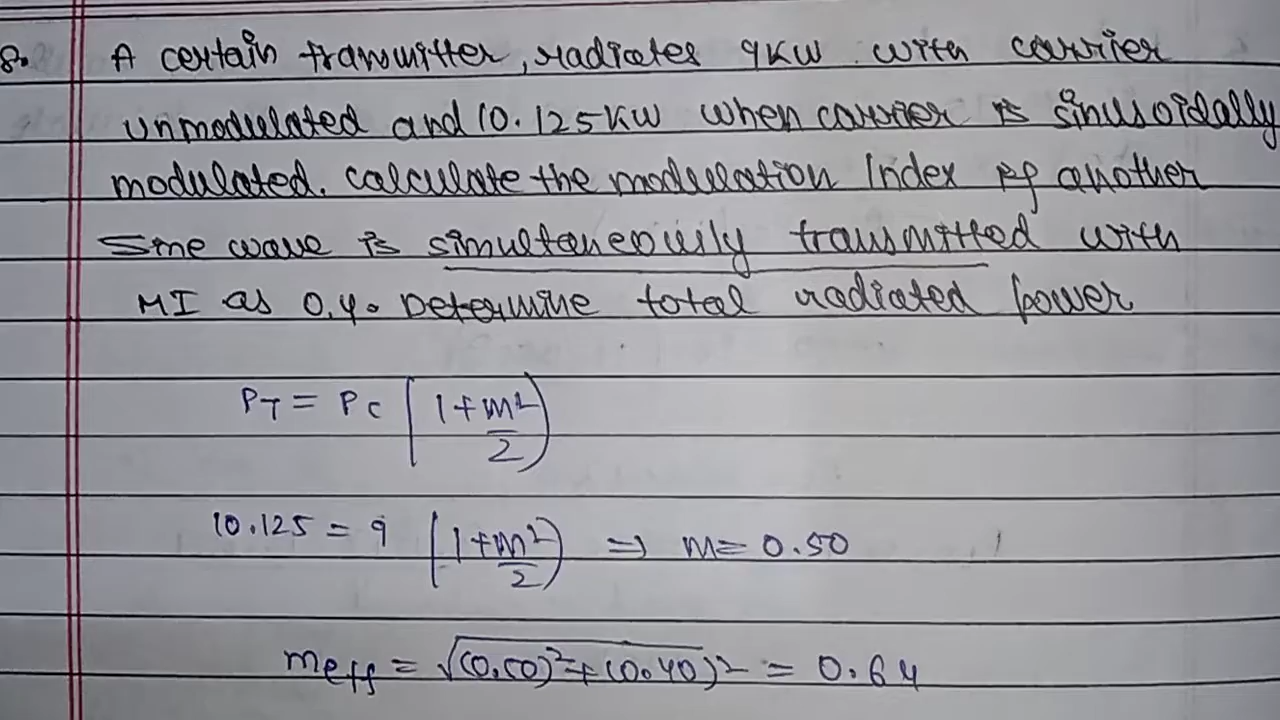 8. A certain transmitter, radiates 9KW with carrier
unmodulated and 10.125KW when carrier is sinusoidally
modulated. calculate the modulation Index if another
Sine wave is simultaneously transmitted with
MI as 0.4. Determine total radiated power
PT = PC [1+m²/2)
10.125 = 9 [1+m²/2) ⇒ m= 0.50
meff = √(0.50)²+(0.40)² = 0.64